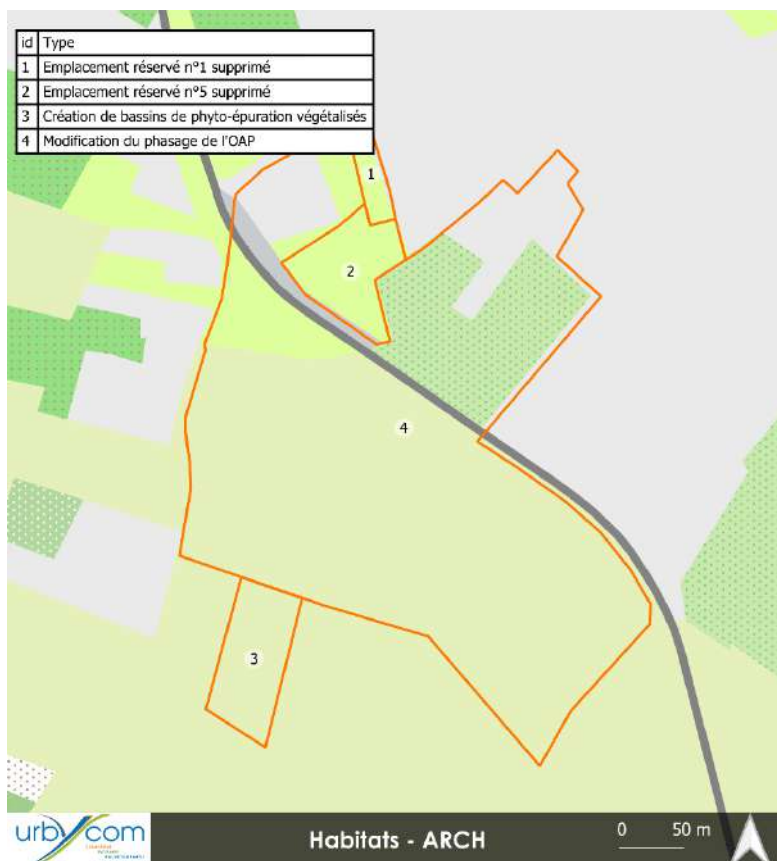 id Type
1 Emplacement réservé n°1 supprimé
2 Emplacement réservé n°5 supprimé
3 Création de bassins de phyto-épuration végétalisés
4 Modification du phasage de l'OAP
1
2
4
3
urbycom
Habitats - ARCH
0 50 m